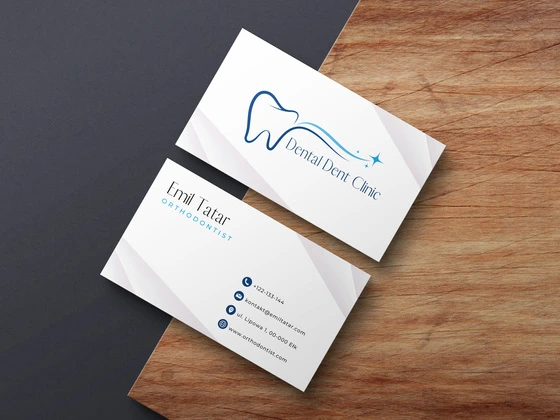 Dental Dent Clinic
Emil Tatar
ORTHODONTIST
+122-133-144
kontakt@emiltatar.com
ul. Lipowa 1, 00-000 Ełk
www.orthodontist.com